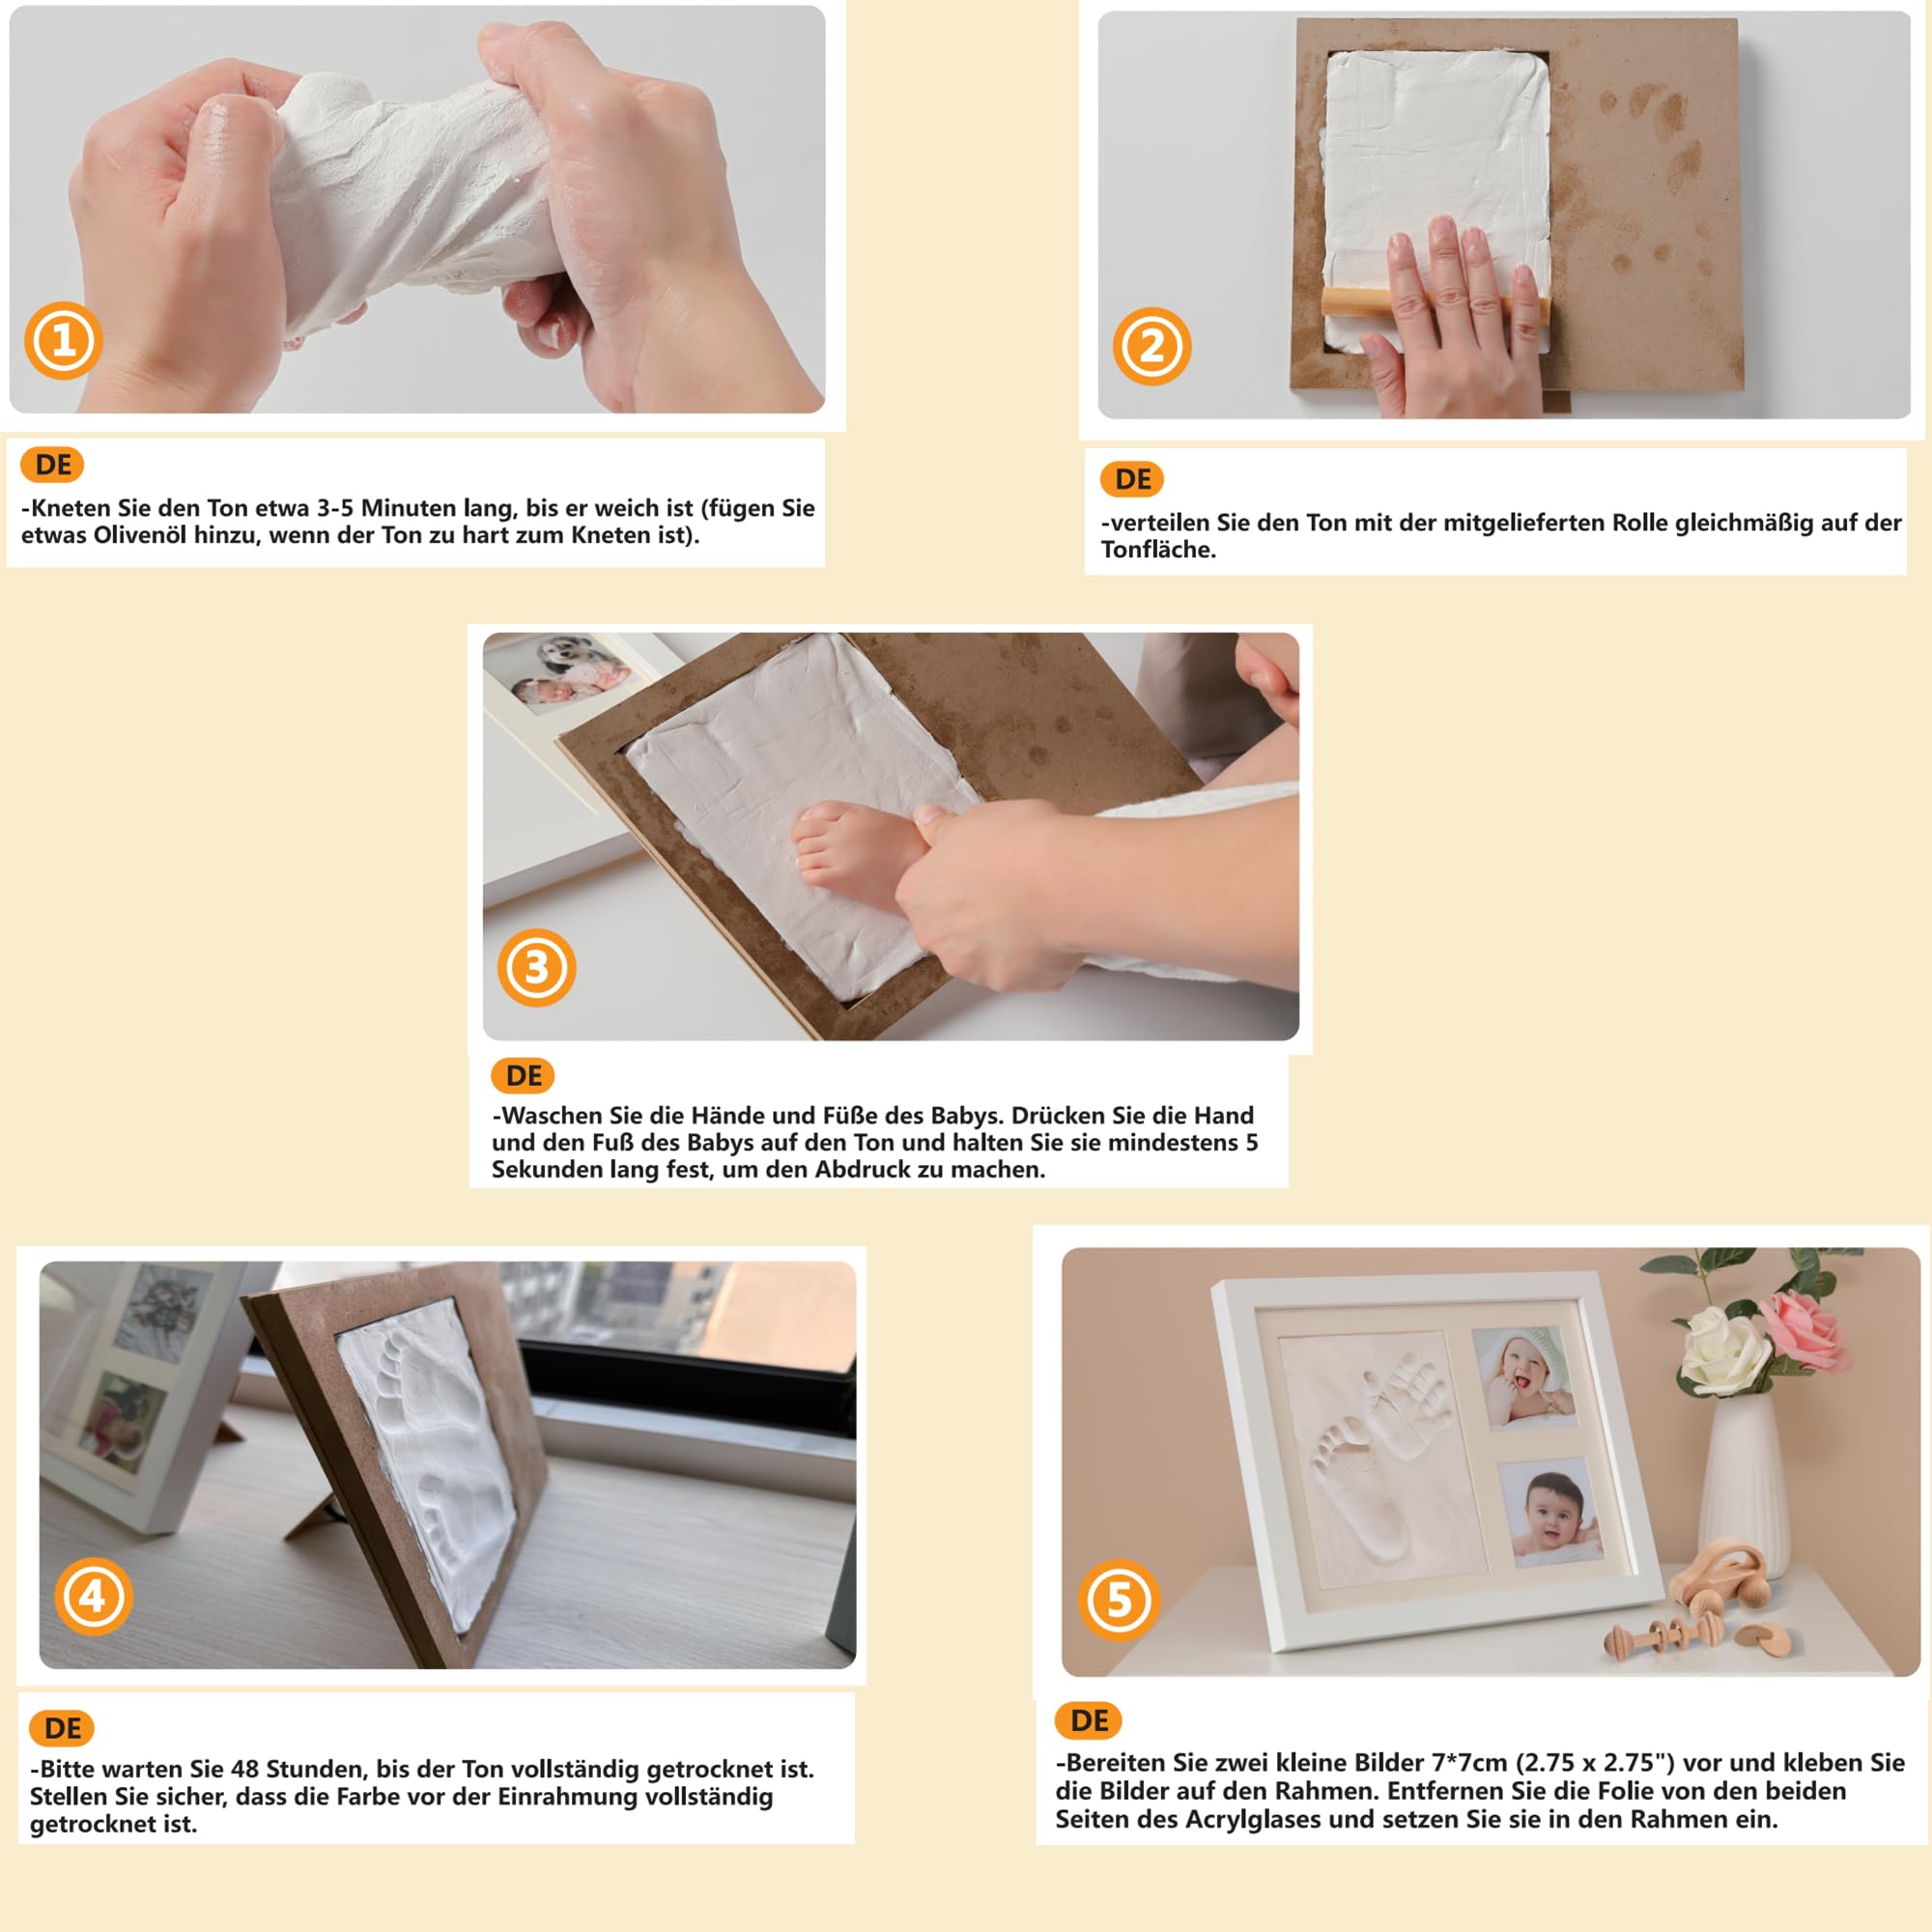 1
DE
-Kneten Sie den Ton etwa 3-5 Minuten lang, bis er weich ist (fügen Sie
etwas Olivenöl hinzu, wenn der Ton zu hart zum Kneten ist).
2
DE
-verteilen Sie den Ton mit der mitgelieferten Rolle gleichmäßig auf der
Tonfläche.
3
DE
-Waschen Sie die Hände und Füße des Babys. Drücken Sie die Hand
und den Fuß des Babys auf den Ton und halten Sie sie mindestens 5
Sekunden lang fest, um den Abdruck zu machen.
4
DE
-Bitte warten Sie 48 Stunden, bis der Ton vollständig getrocknet ist.
Stellen Sie sicher, dass die Farbe vor der Einrahmung vollständig
getrocknet ist.
5
DE
-Bereiten Sie zwei kleine Bilder 7*7cm (2.75 x 2.75") vor und kleben Sie
die Bilder auf den Rahmen. Entfernen Sie die Folie von den beiden
Seiten des Acrylglases und setzen Sie sie in den Rahmen ein.